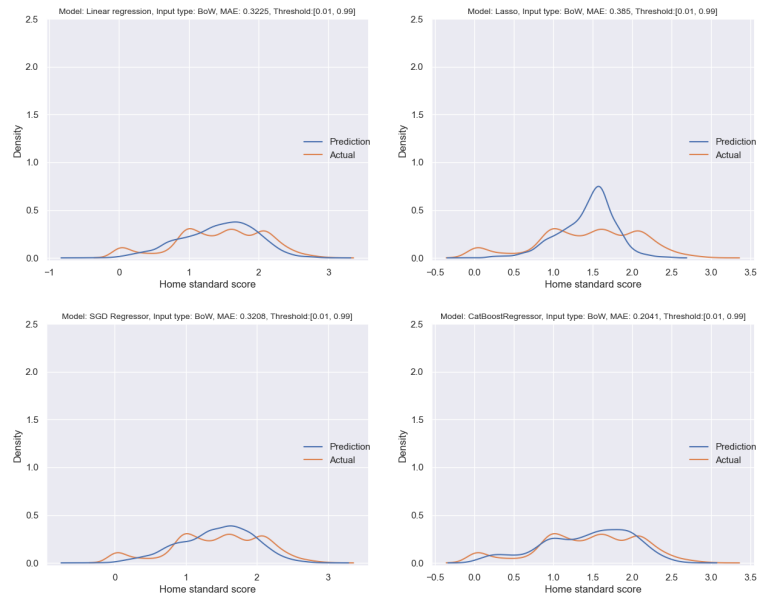 Model: Linear regression, Input type: BoW, MAE: 0.3225, Threshold:[0.01, 0.99]
2.5
2.0
1.5
1.0
0.5
0.0
Density
Prediction
Actual
−1
0
1
2
3
Home standard score
Model: Lasso, Input type: BoW, MAE: 0.385, Threshold:[0.01, 0.99]
2.5
2.0
1.5
1.0
0.5
0.0
Density
Prediction
Actual
−0.5
0.0
0.5
1.0
1.5
2.0
2.5
3.0
3.5
Home standard score
Model: SGD Regressor, Input type: BoW, MAE: 0.3208, Threshold:[0.01, 0.99]
2.5
2.0
1.5
1.0
0.5
0.0
Density
Prediction
Actual
0
1
2
3
Home standard score
Model: CatBoostRegressor, Input type: BoW, MAE: 0.2041, Threshold:[0.01, 0.99]
2.5
2.0
1.5
1.0
0.5
0.0
Density
Prediction
Actual
−0.5
0.0
0.5
1.0
1.5
2.0
2.5
3.0
3.5
Home standard score